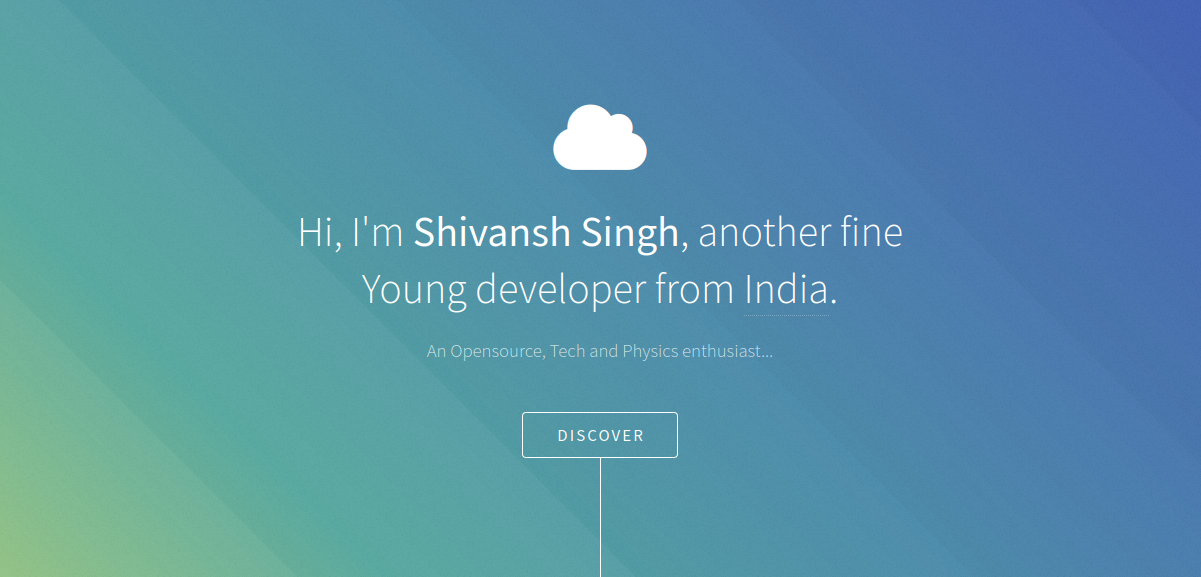 Hi, I'm Shivansh Singh, another fine
Young developer from India.
An Opensource, Tech and Physics enthusiast...
DISCOVER